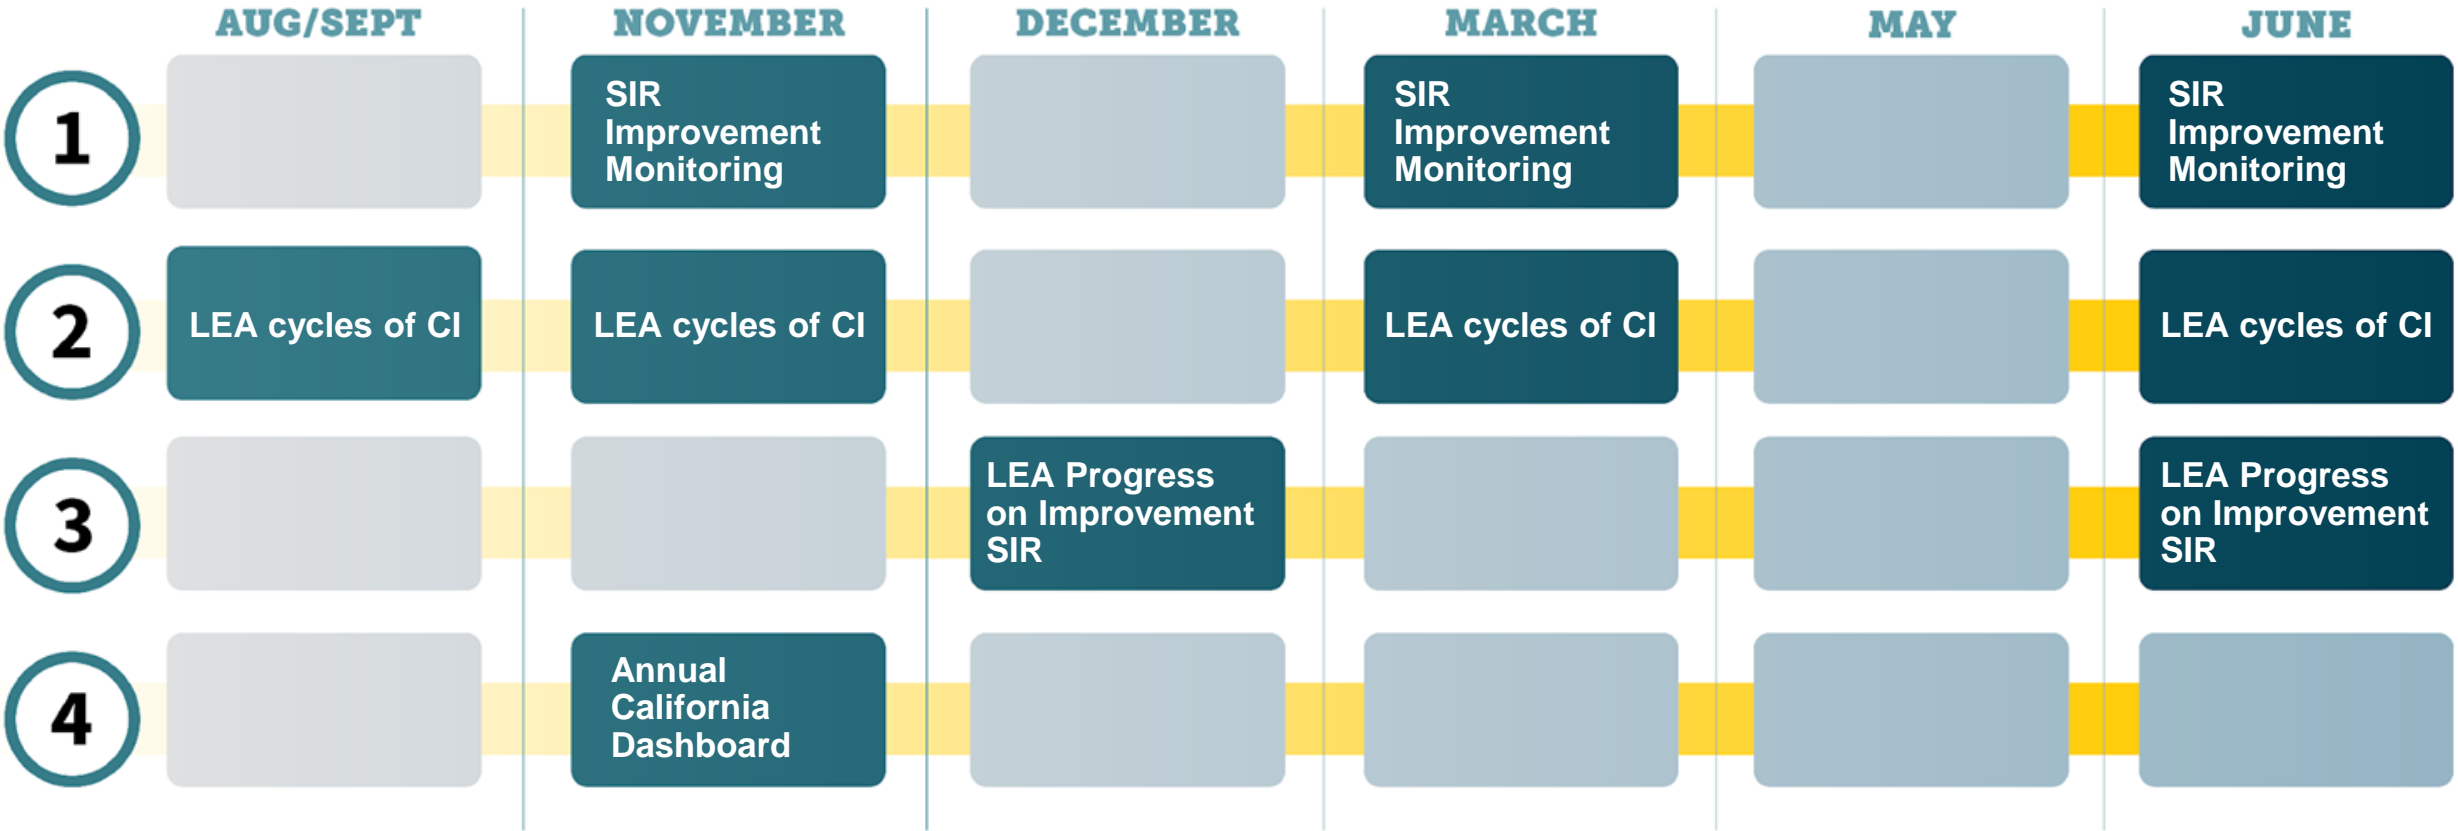 AUG/SEPT NOVEMBER DECEMBER MARCH MAY JUNE
1
SIR
Improvement
Monitoring
SIR
Improvement
Monitoring
SIR
Improvement
Monitoring
2
LEA cycles of CI
LEA cycles of CI
LEA cycles of CI
LEA cycles of CI
3
LEA Progress
on Improvement
SIR
LEA Progress
on Improvement
SIR
4
Annual
California
Dashboard